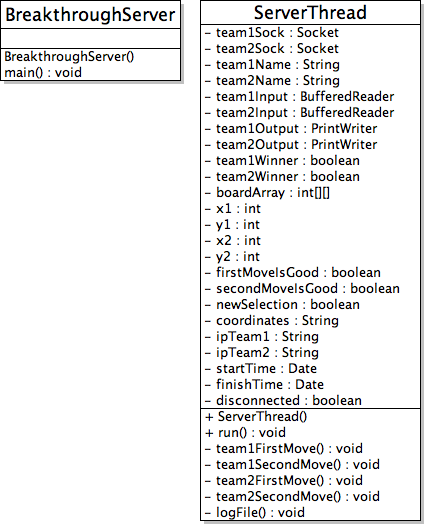 BreakthroughServer
BreakthroughServer()
main() : void
ServerThread
- team1Sock : Socket
- team2Sock : Socket
- team1Name : String
- team2Name : String
- team1Input : BufferedReader
- team2Input : BufferedReader
- team1Output : PrintWriter
- team2Output : PrintWriter
- team1Winner : boolean
- team2Winner : boolean
- boardArray : int[][]
- x1 : int
- y1 : int
- x2 : int
- y2 : int
- firstMoveIsGood : boolean
- secondMoveIsGood : boolean
- newSelection : boolean
- coordinates : String
- ipTeam1 : String
- ipTeam2 : String
- startTime : Date
- finishTime : Date
- disconnected : boolean
+ ServerThread()
+ run() : void
- team1FirstMove() : void
- team1SecondMove() : void
- team2FirstMove() : void
- team2SecondMove() : void
- logFile() : void